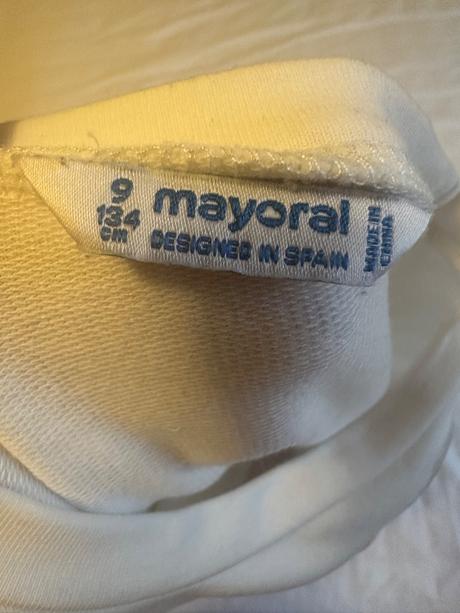 9
134
cm
mayoral
DESIGNED IN SPAIN
MADE IN
CHINA